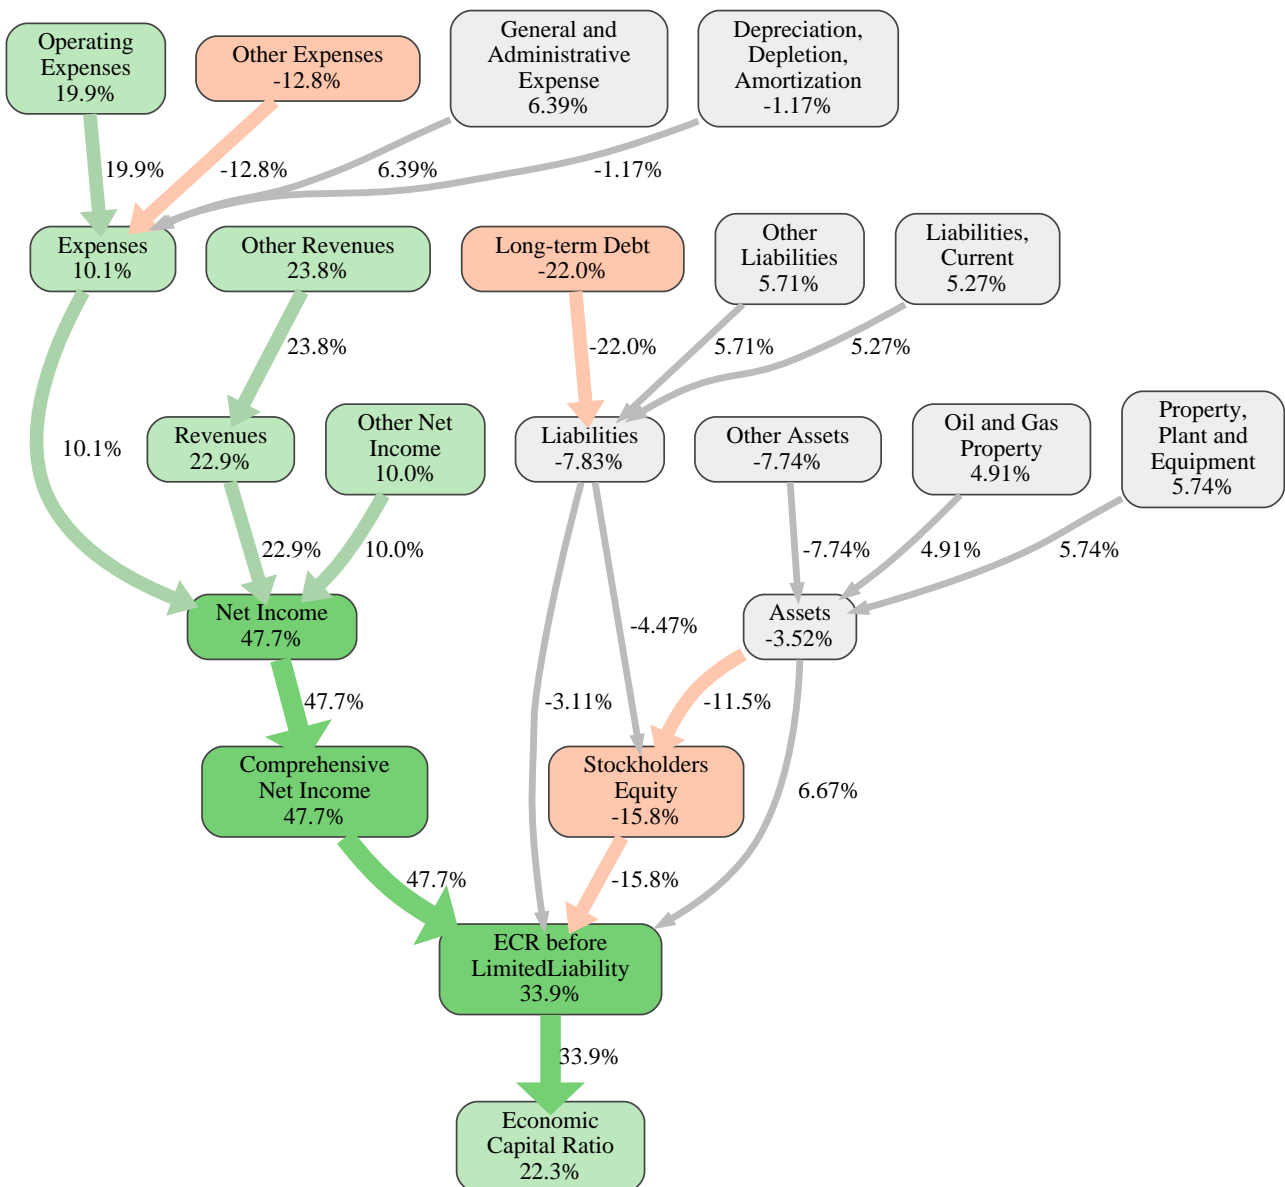 Operating
Expenses
19.9%
Other Expenses
-12.8%
General and
Administrative
Expense
6.39%
Depreciation,
Depletion,
Amortization
-1.17%
19.9%
-12.8%
6.39%
-1.17%
Expenses
10.1%
Other Revenues
23.8%
Long-term Debt
-22.0%
Other
Liabilities
5.71%
Liabilities,
Current
5.27%
23.8%
-22.0%
5.71%
5.27%
10.1%
Revenues
22.9%
Other Net
Income
10.0%
Liabilities
-7.83%
Other Assets
-7.74%
Oil and Gas
Property
4.91%
Property,
Plant and
Equipment
5.74%
22.9%
10.0%
-7.74%
4.91%
5.74%
Net Income
47.7%
-4.47%
Assets
-3.52%
47.7%
-3.11%
-11.5%
Comprehensive
Net Income
47.7%
Stockholders
Equity
-15.8%
6.67%
47.7%
-15.8%
ECR before
LimitedLiability
33.9%
33.9%
Economic
Capital Ratio
22.3%